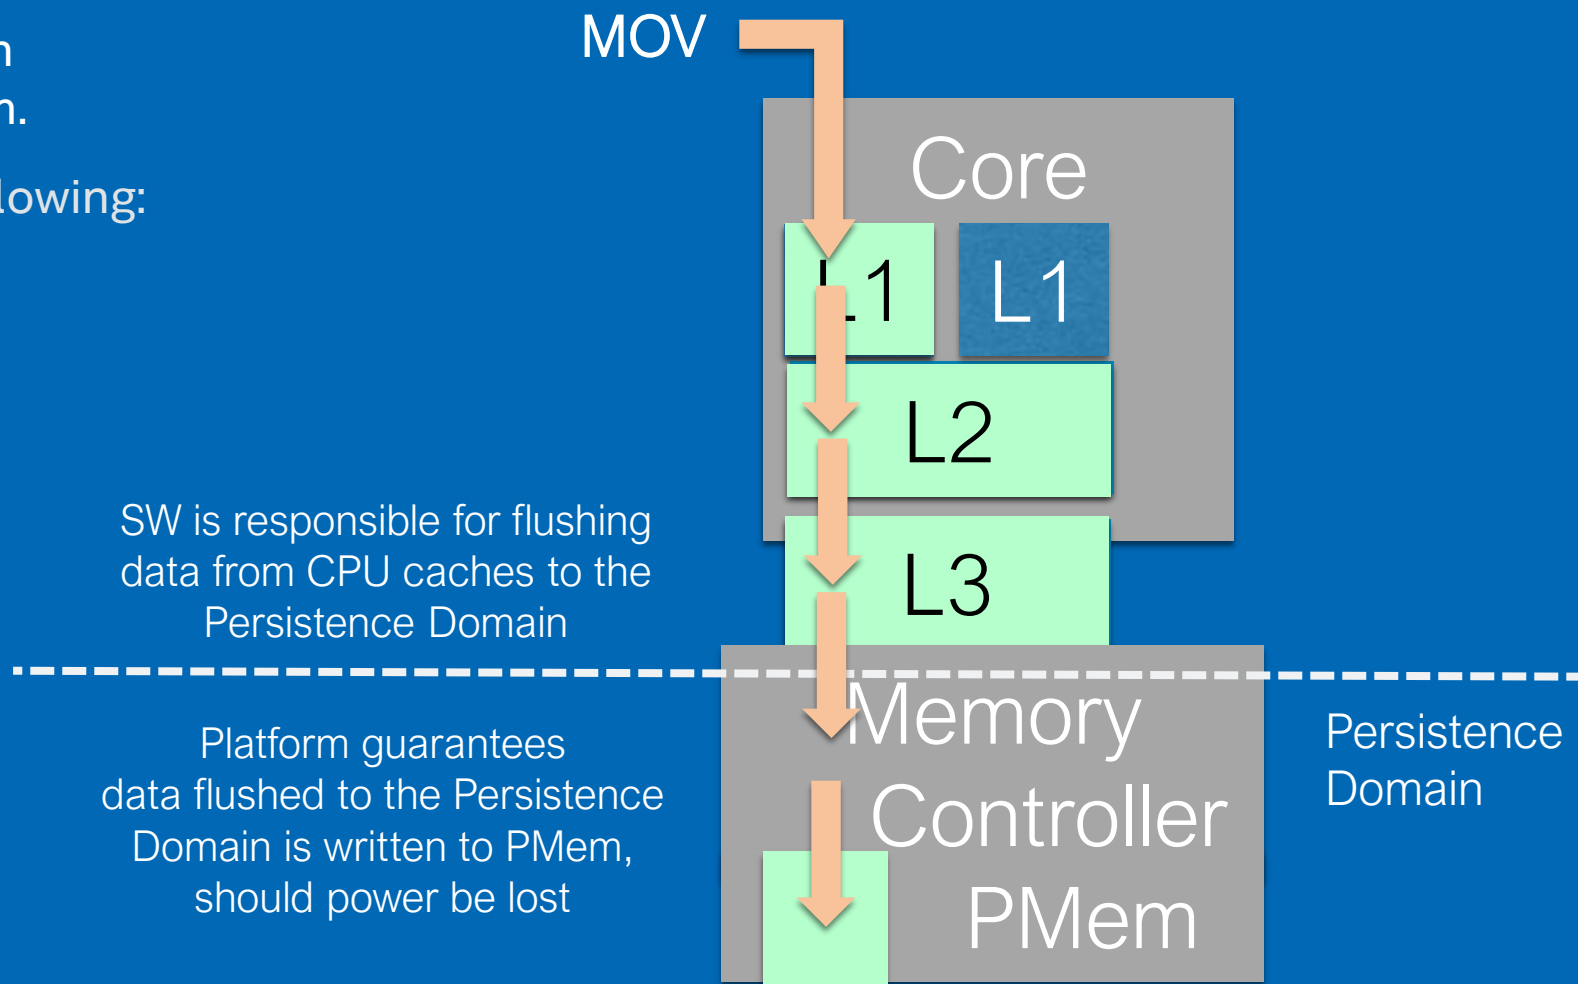 MOV
Core
L1 L1
L2
SW is responsible for flushing
data from CPU caches to the
Persistence Domain
L3
Memory
Controller
PMem
Platform guarantees
data flushed to the Persistence
Domain is written to PMem,
should power be lost
Persistence
Domain